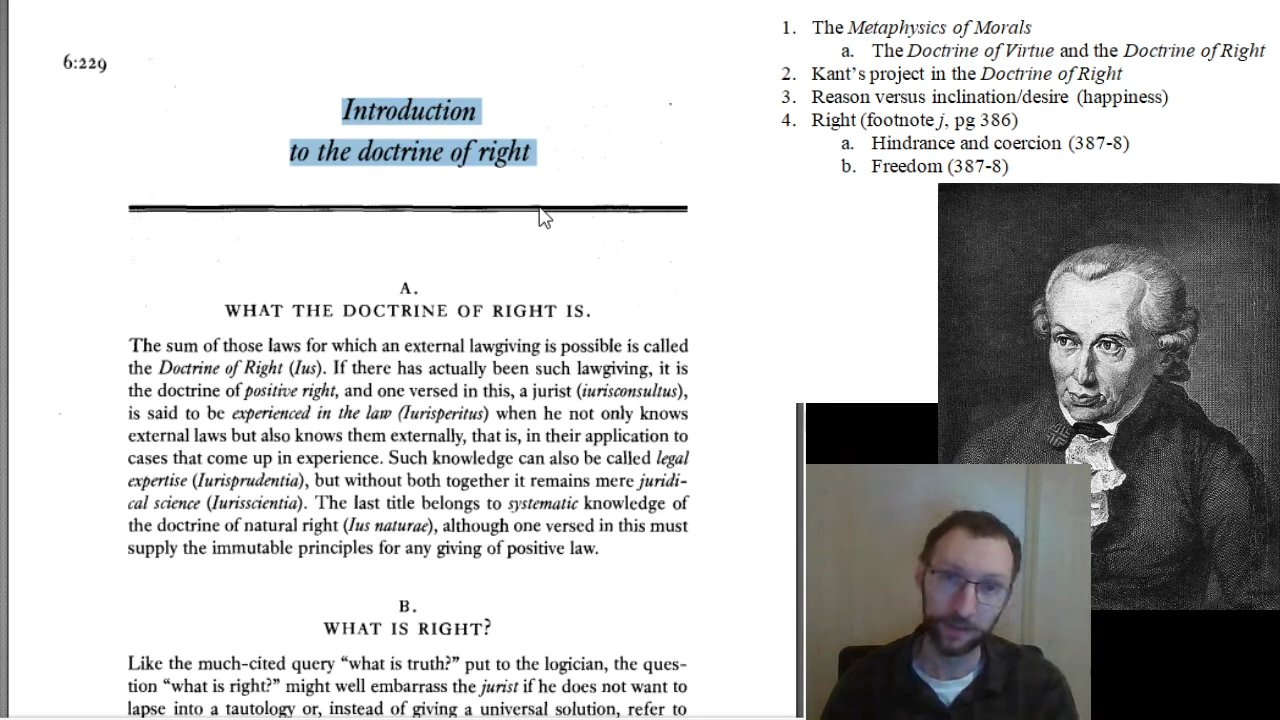 6:229
Introduction
to the doctrine of right
A.
WHAT THE DOCTRINE OF RIGHT IS.
The sum of those laws for which an external lawgiving is possible is called
the Doctrine of Right (Ius). If there has actually been such lawgiving, it is
the doctrine of positive right, and one versed in this, a jurist (iurisconsultus),
is said to be experienced in the law (Iurisperitus) when he not only knows
external laws but also knows them externally, that is, in their application to
cases that come up in experience. Such knowledge can also be called legal
expertise (Iurisprudentia), but without both together it remains mere juridi-
cal science (Iurisscientia). The last title belongs to systematic knowledge of
the doctrine of natural right (Ius naturae), although one versed in this must
supply the immutable principles for any giving of positive law.
B.
WHAT IS RIGHT?
Like the much-cited query “what is truth?” put to the logician, the ques-
tion “what is right?” might well embarrass the jurist if he does not want to
lapse into a tautology or, instead of giving a universal solution, refer to
1. The Metaphysics of Morals
a. The Doctrine of Virtue and the Doctrine of Right
2. Kant’s project in the Doctrine of Right
3. Reason versus inclination/desire (happiness)
4. Right (footnote j, pg 386)
a. Hindrance and coercion (387-8)
b. Freedom (387-8)